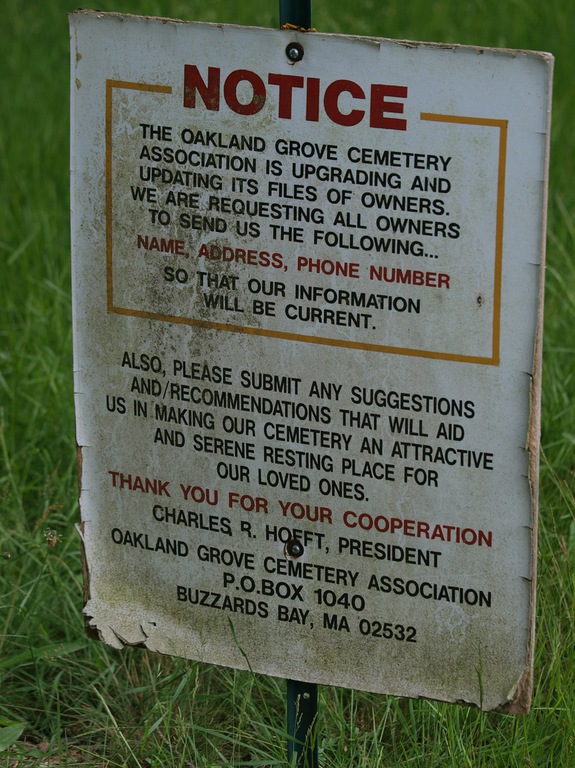 NOTICE
THE OAKLAND GROVE CEMETERY
ASSOCIATION IS UPGRADING AND
UPDATING ITS FILES OF OWNERS.
WE ARE REQUESTING ALL OWNERS
TO SEND US THE FOLLOWING...
NAME, ADDRESS, PHONE NUMBER
SO THAT OUR INFORMATION
WILL BE CURRENT.
ALSO, PLEASE SUBMIT ANY SUGGESTIONS
AND/RECOMMENDATIONS THAT WILL AID
US IN MAKING OUR CEMETERY AN ATTRACTIVE
AND SERENE RESTING PLACE FOR
OUR LOVED ONES.
THANK YOU FOR YOUR COOPERATION
CHARLES R. HOFFT, PRESIDENT
OAKLAND GROVE CEMETERY ASSOCIATION
P.O.BOX 1040
BUZZARDS BAY, MA 02532